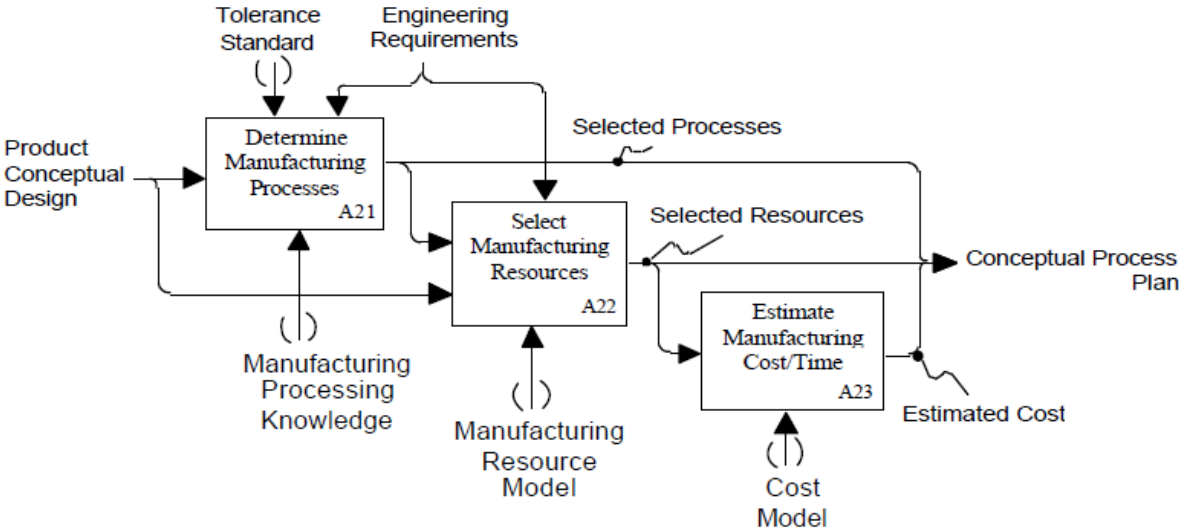 Tolerance
Standard
Engineering
Requirements
Product
Conceptual
Design
Determine
Manufacturing
Processes
A21
Selected Processes
Select
Manufacturing
Resources
A22
Selected Resources
Conceptual Process
Plan
Estimate
Manufacturing
Cost/Time
A23
Estimated Cost
Manufacturing
Processing
Knowledge
Manufacturing
Resource
Model
Cost
Model